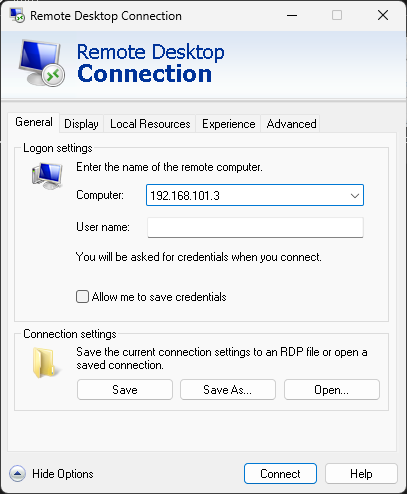 Remote Desktop Connection
Remote Desktop
Connection
General Display Local Resources Experience Advanced
Logon settings
Enter the name of the remote computer.
Computer: 192.168.101.3
User name:
You will be asked for credentials when you connect.
Allow me to save credentials
Connection settings
Save the current connection settings to an RDP file or open a
saved connection.
Save Save As... Open...
Hide Options Connect Help